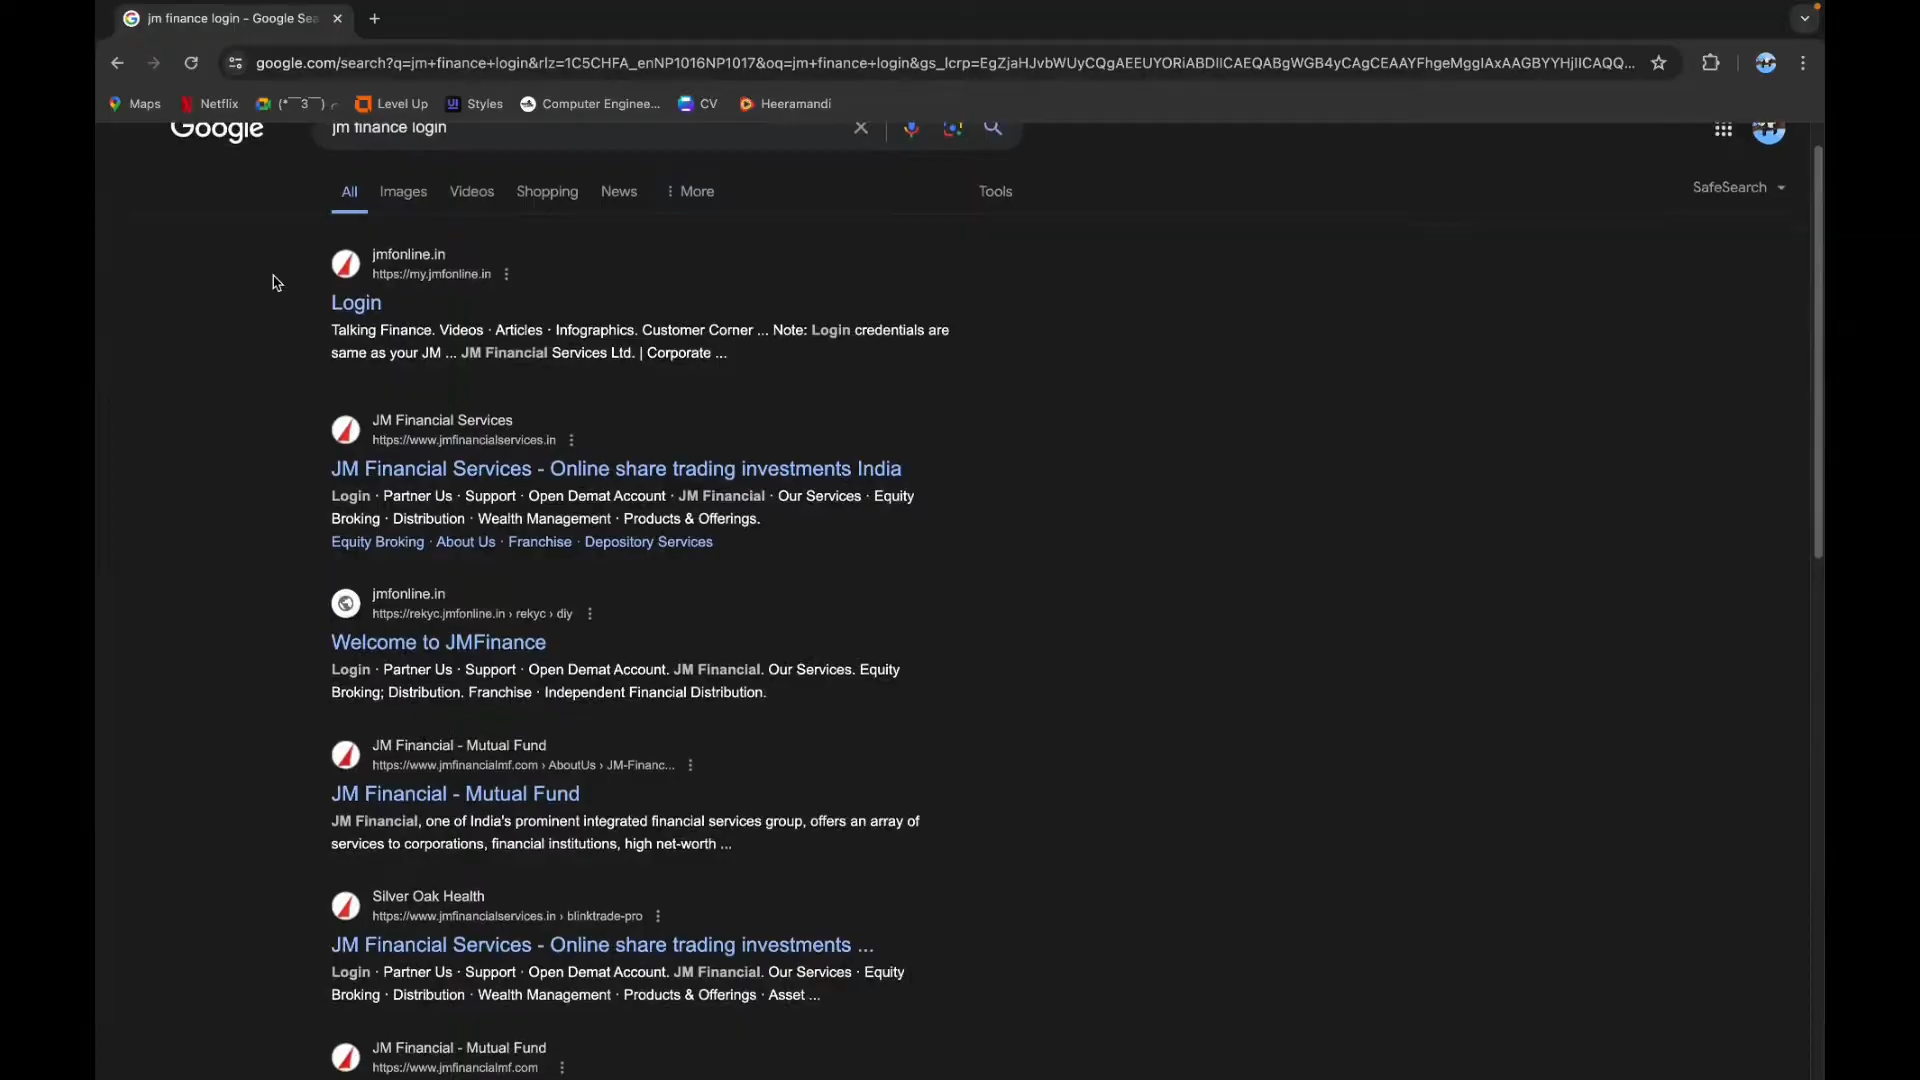 jm finance login - Google Sea
google.com/search?q=jm+finance+login&rlz=1C5CHFA_enNP1016NP1017&oq=jm+finance+login&gs_lcrp=EgZjaHJvbWUyCQgAEEUYORiABDIICAEQABgWGB4yCAgCEAAYFhgeMggIAxAAGBYYHjIICAQQ...
Maps Netflix Level Up Styles Computer Enginee... CV Heeramandi
Google jm finance login
All Images Videos Shopping News More Tools SafeSearch
jmfonline.in
https://my.jmfonline.in
Login
Talking Finance. Videos · Articles · Infographics. Customer Corner ... Note: Login credentials are
same as your JM ... JM Financial Services Ltd. | Corporate ...
JM Financial Services
https://www.jmfinancialservices.in
JM Financial Services - Online share trading investments India
Login · Partner Us · Support · Open Demat Account · JM Financial · Our Services · Equity
Broking · Distribution · Wealth Management · Products & Offerings.
Equity Broking · About Us · Franchise · Depository Services
jmfonline.in
https://rekyc.jmfonline.in › rekyc › diy
Welcome to JMFinance
Login · Partner Us · Support · Open Demat Account. JM Financial. Our Services. Equity
Broking; Distribution. Franchise · Independent Financial Distribution.
JM Financial - Mutual Fund
https://www.jmfinancialmf.com › AboutUs › JM-Financ...
JM Financial - Mutual Fund
JM Financial, one of India's prominent integrated financial services group, offers an array of
services to corporations, financial institutions, high net-worth ...
Silver Oak Health
https://www.jmfinancialservices.in › blinktrade-pro
JM Financial Services - Online share trading investments ...
Login · Partner Us · Support · Open Demat Account. JM Financial. Our Services · Equity
Broking · Distribution · Wealth Management · Products & Offerings · Asset ...
JM Financial - Mutual Fund
https://www.jmfinancialmf.com